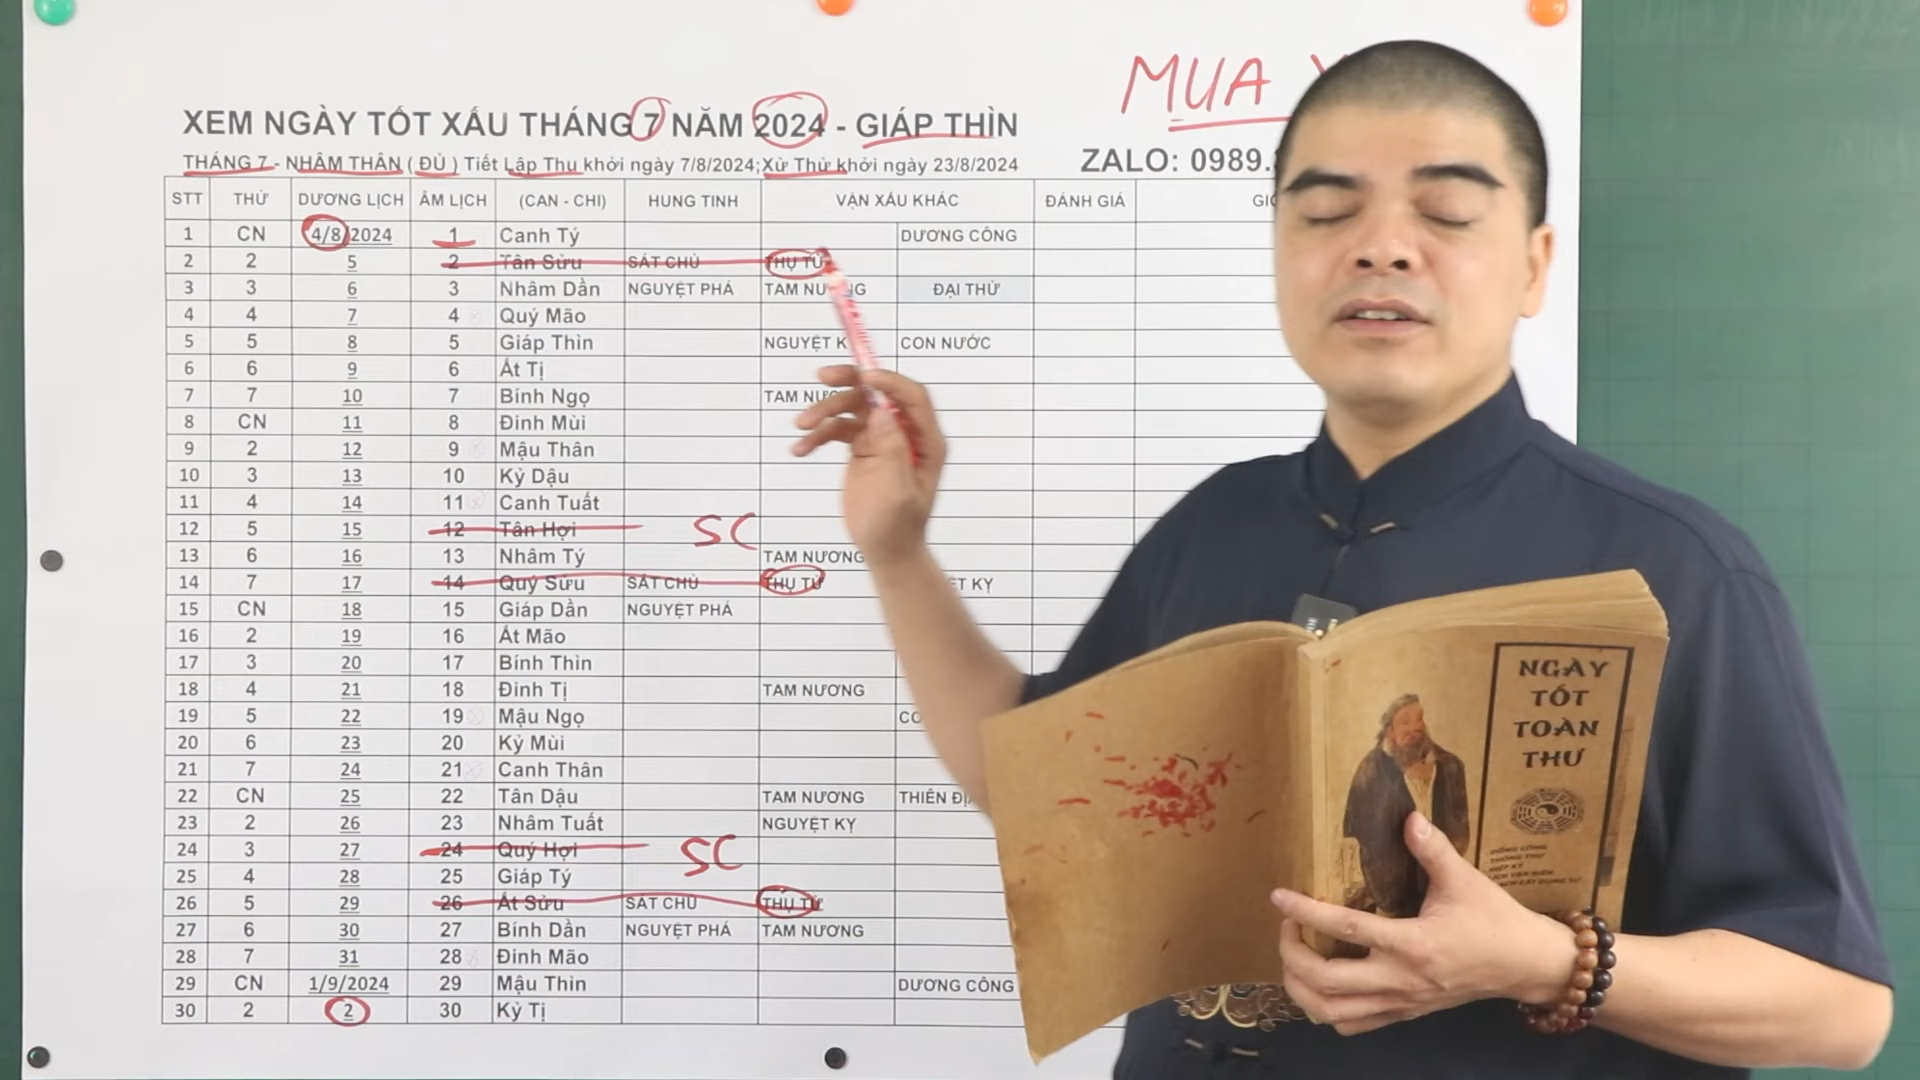 MUA
XEM NGÀY TỐT XẤU THÁNG 7 NĂM 2024 - GIÁP THÌN
THÁNG 7 - NHÂM THÂN ( ĐỦ ) Tiết Lập Thu khởi ngày 7/8/2024;Xử Thử khởi ngày 23/8/2024
ZALO: 0989.
STT THỨ DƯƠNG LỊCH ÂM LỊCH (CAN - CHI) HUNG TINH VẬN XẤU KHÁC ĐÁNH GIÁ
1 CN 4/8/2024 1 Canh Tý DƯƠNG CÔNG
2 2 5 2 Tân Sửu SÁT CHỦ THỤ TỬ
3 3 6 3 Nhâm Dần NGUYỆT PHÁ TAM NƯƠNG ĐẠI THỬ
4 4 7 4 Quý Mão
5 5 8 5 Giáp Thìn NGUYỆT CON NƯỚC
6 6 9 6 Ất Tị
7 7 10 7 Bính Ngọ TAM
8 CN 11 8 Đinh Mùi
9 2 12 9 Mậu Thân
10 3 13 10 Kỷ Dậu
11 4 14 11 Canh Tuất
12 5 15 12 Tân Hợi SC
13 6 16 13 Nhâm Tý TAM NƯƠNG
14 7 17 14 Quý Sửu SÁT CHỦ THỤ TỬ KỴ
15 CN 18 15 Giáp Dần NGUYỆT PHÁ
16 2 19 16 Ất Mão
17 3 20 17 Bính Thìn
18 4 21 18 Đinh Tị TAM NƯƠNG
19 5 22 19 Mậu Ngọ
20 6 23 20 Kỷ Mùi
21 7 24 21 Canh Thân
22 CN 25 22 Tân Dậu TAM NƯƠNG THIÊN
23 2 26 23 Nhâm Tuất NGUYỆT KỴ
24 3 27 24 Quý Hợi SC
25 4 28 25 Giáp Tý
26 5 29 26 Ất Sửu SÁT CHỦ THỤ TỬ
27 6 30 27 Bính Dần NGUYỆT PHÁ TAM NƯƠNG
28 7 31 28 Đinh Mão
29 CN 1/9/2024 29 Mậu Thìn DƯƠNG CÔNG
30 2 2 30 Kỷ Tị
NGÀY
TỐT
TOÀN
THƯ